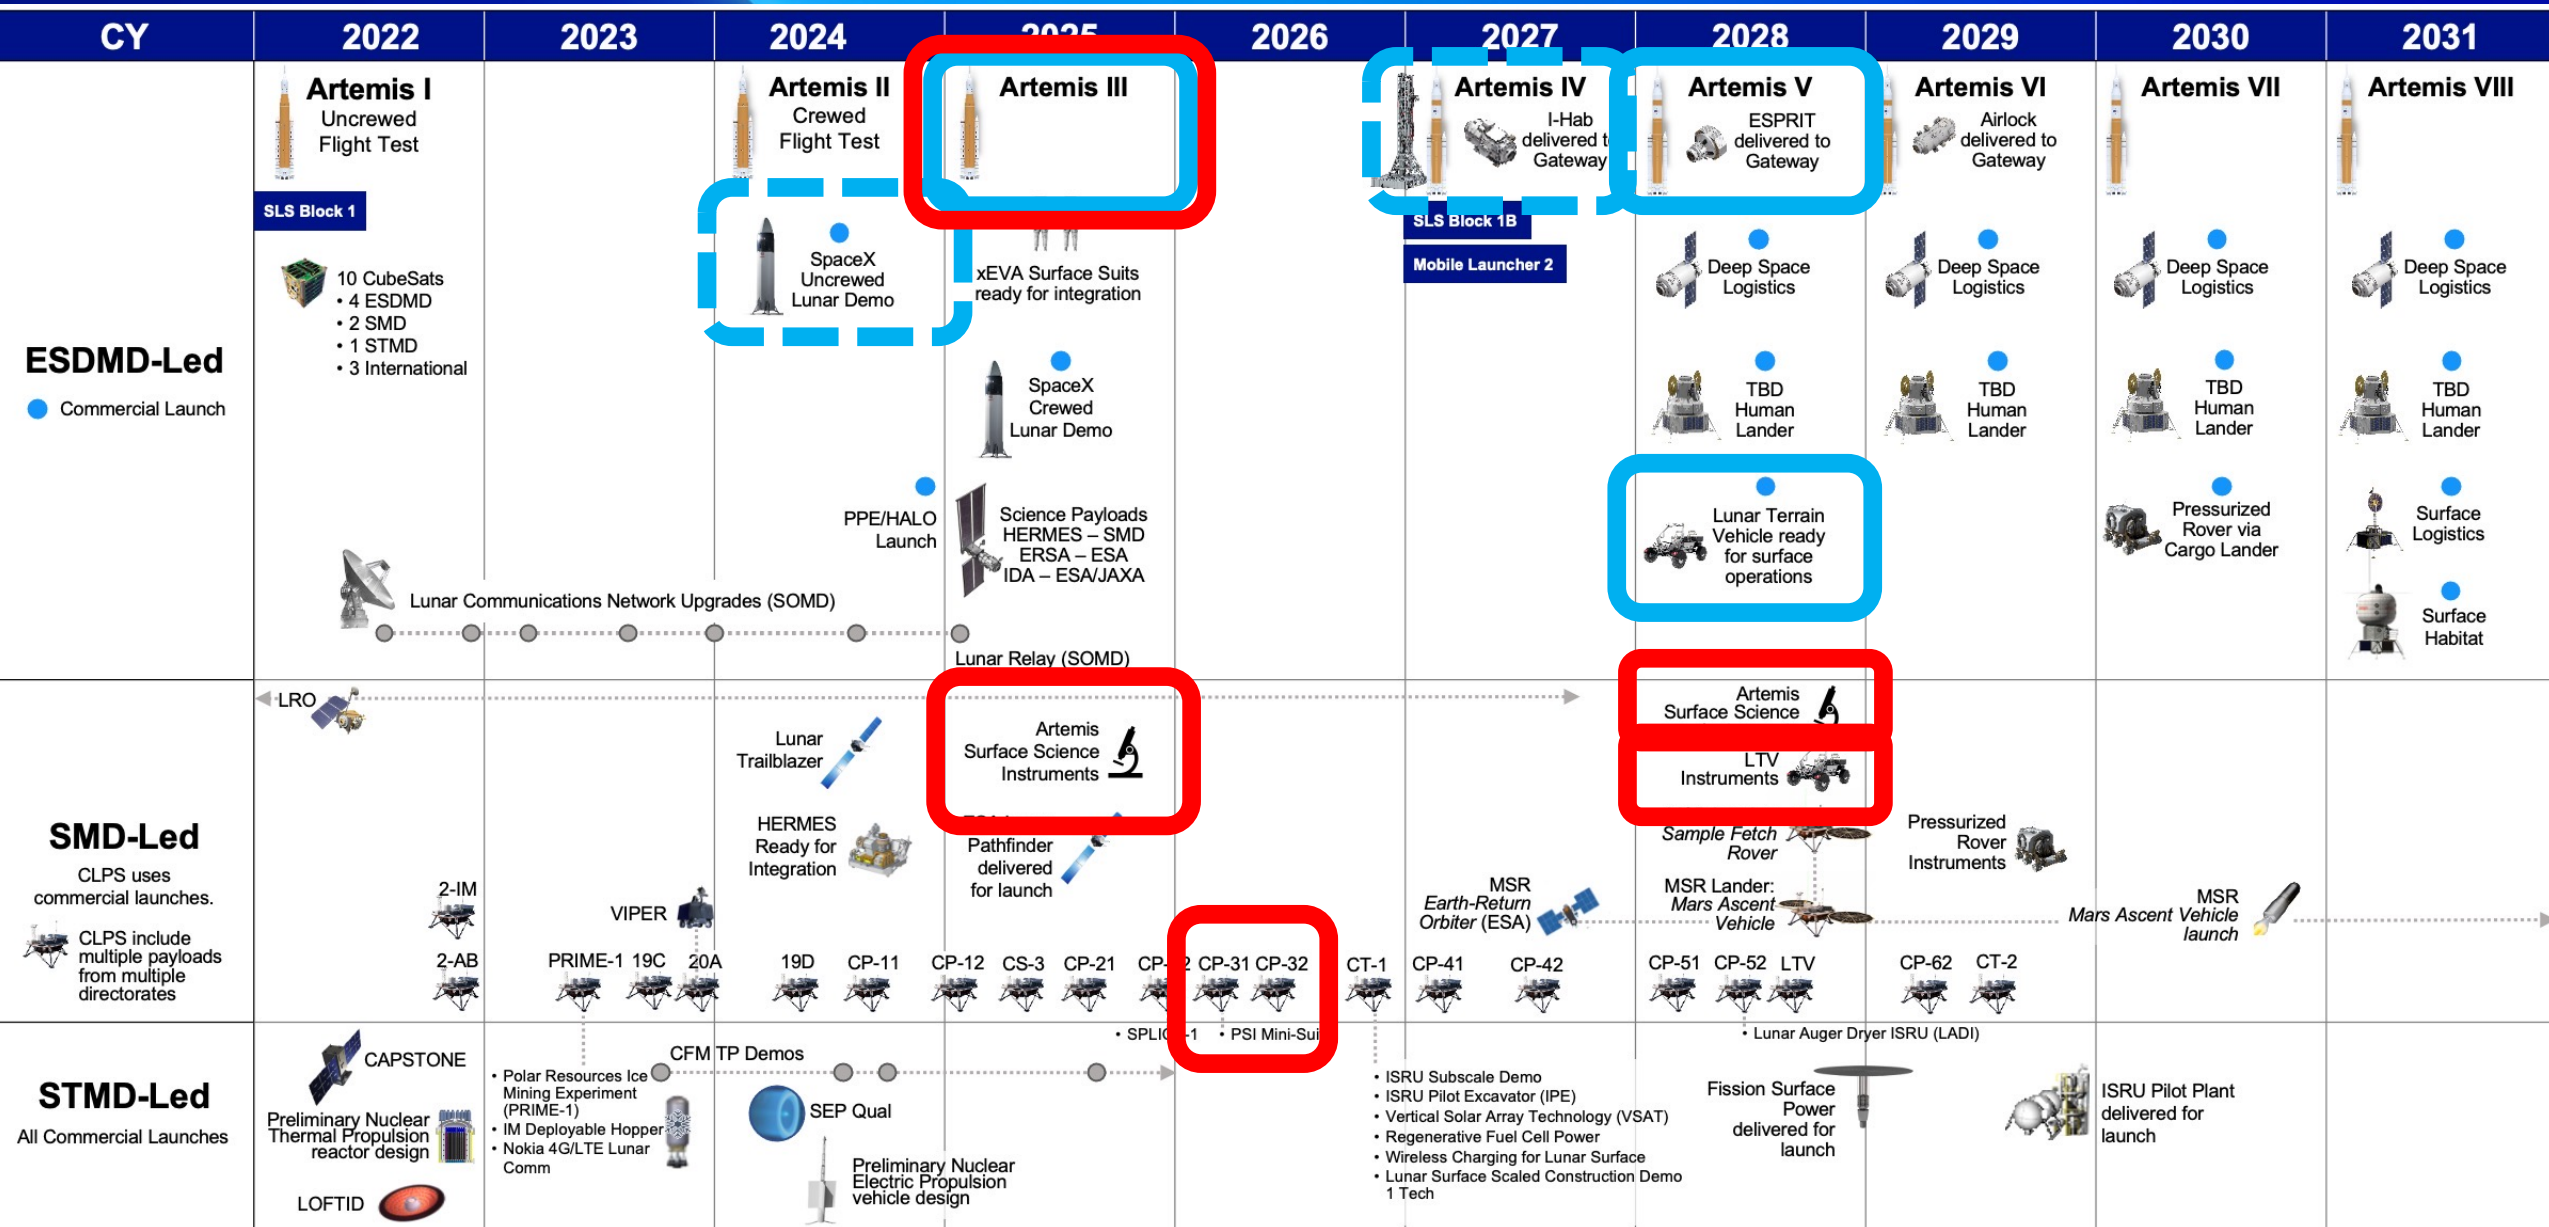 CY 2022 2023 2024 2025 2026 2027 2028 2029 2030 2031
Artemis I
Uncrewed
Flight Test
Artemis II
Crewed
Flight Test
Artemis III
Artemis IV
I-Hab
delivered
Gateway
Artemis V
ESPRIT
delivered to
Gateway
Artemis VI
Airlock
delivered to
Gateway
Artemis VII
Artemis VIII
SLS Block 1
SLS Block 1B
Mobile Launcher 2
ESDMD-Led
Commercial Launch
10 CubeSats
• 4 ESDMD
• 2 SMD
• 1 STMD
• 3 International
SpaceX
Uncrewed
Lunar Demo
xEVA Surface Suits
ready for integration
SpaceX
Crewed
Lunar Demo
PPE/HALO
Launch
Science Payloads
HERMES – SMD
ERSA – ESA
IDA – ESA/JAXA
Lunar Communications Network Upgrades (SOMD)
Lunar Relay (SOMD)
Deep Space
Logistics
Deep Space
Logistics
Deep Space
Logistics
Deep Space
Logistics
TBD
Human
Lander
TBD
Human
Lander
TBD
Human
Lander
TBD
Human
Lander
Lunar Terrain
Vehicle ready
for surface
operations
Pressurized
Rover via
Cargo Lander
Surface
Logistics
Surface
Habitat
SMD-Led
CLPS uses
commercial launches.
CLPS include
multiple payloads
from multiple
directorates
LRO
Lunar
Trailblazer
HERMES
Ready for
Integration
Artemis
Surface Science
Instruments
Pathfinder
delivered
for launch
Artemis
Surface Science
LTV
Instruments
Sample Fetch
Rover
MSR
Earth-Return
Orbiter (ESA)
MSR Lander:
Mars Ascent
Vehicle
Pressurized
Rover
Instruments
MSR
Mars Ascent Vehicle
launch
VIPER
2-IM
2-AB PRIME-1 19C 20A 19D CP-11 CP-12 CS-3 CP-21 CP-31 CP-32 CT-1 CP-41 CP-42 CP-51 CP-52 LTV CP-62 CT-2
• PSI
• Lunar Auger Dryer ISRU (LADI)
STMD-Led
All Commercial Launches
CAPSTONE
Preliminary Nuclear
Thermal Propulsion
reactor design
LOFTID
CFM TP Demos
• Polar Resources Ice
Mining Experiment
(PRIME-1)
• IM Deployable Hopper
• Nokia 4G/LTE Lunar
Comm
SEP Qual
Preliminary Nuclear
Electric Propulsion
vehicle design
• ISRU Subscale Demo
• ISRU Pilot Excavator (IPE)
• Vertical Solar Array Technology (VSAT)
• Regenerative Fuel Cell Power
• Wireless Charging for Lunar Surface
• Lunar Surface Scaled Construction Demo
1 Tech
Fission Surface
Power
delivered for
launch
ISRU Pilot Plant
delivered for
launch